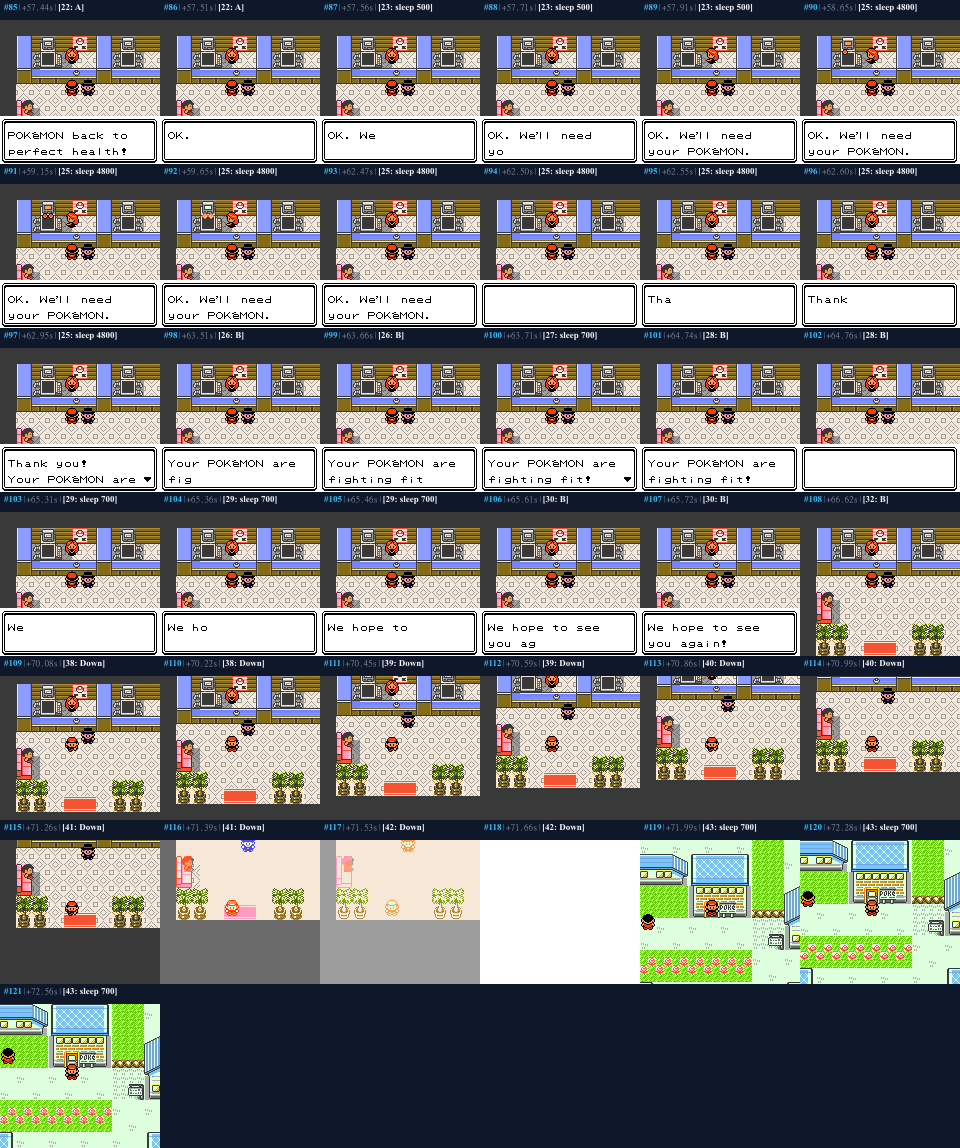 #85|+57.44s|[22: A]
#86|+57.51s|[22: A]
#87|+57.56s|[23: sleep 500]
#88|+57.71s|[23: sleep 500]
#89|+57.91s|[23: sleep 500]
#90|+58.65s|[25: sleep 4800]
POKéMON back to
perfect health!
OK.
OK. We
OK. We'll need
yo
OK. We'll need
your POKéMON.
OK. We'll need
your POKéMON.
#91|+59.15s|[25: sleep 4800]
#92|+59.65s|[25: sleep 4800]
#93|+62.47s|[25: sleep 4800]
#94|+62.50s|[25: sleep 4800]
#95|+62.55s|[25: sleep 4800]
#96|+62.60s|[25: sleep 4800]
OK. We'll need
your POKéMON.
OK. We'll need
your POKéMON.
OK. We'll need
your POKéMON.
Tha
Thank
#97|+62.95s|[25: sleep 4800]
#98|+63.51s|[26: B]
#99|+63.66s|[26: B]
#100|+63.71s|[27: sleep 700]
#101|+64.74s|[28: B]
#102|+64.76s|[28: B]
Thank you!
Your POKéMON are
Your POKéMON are
fig
Your POKéMON are
fighting fit
Your POKéMON are
fighting fit!
Your POKéMON are
fighting fit!
#103|+65.31s|[29: sleep 700]
#104|+65.36s|[29: sleep 700]
#105|+65.46s|[29: sleep 700]
#106|+65.61s|[30: B]
#107|+65.72s|[30: B]
#108|+66.62s|[32: B]
We
We ho
We hope to
We hope to see
you ag
We hope to see
you again!
#109|+70.08s|[38: Down]
#110|+70.22s|[38: Down]
#111|+70.45s|[39: Down]
#112|+70.59s|[39: Down]
#113|+70.86s|[40: Down]
#114|+70.99s|[40: Down]
#115|+71.26s|[41: Down]
#116|+71.39s|[41: Down]
#117|+71.53s|[42: Down]
#118|+71.66s|[42: Down]
#119|+71.99s|[43: sleep 700]
#120|+72.28s|[43: sleep 700]
POKé
POKé
#121|+72.56s|[43: sleep 700]
POKé